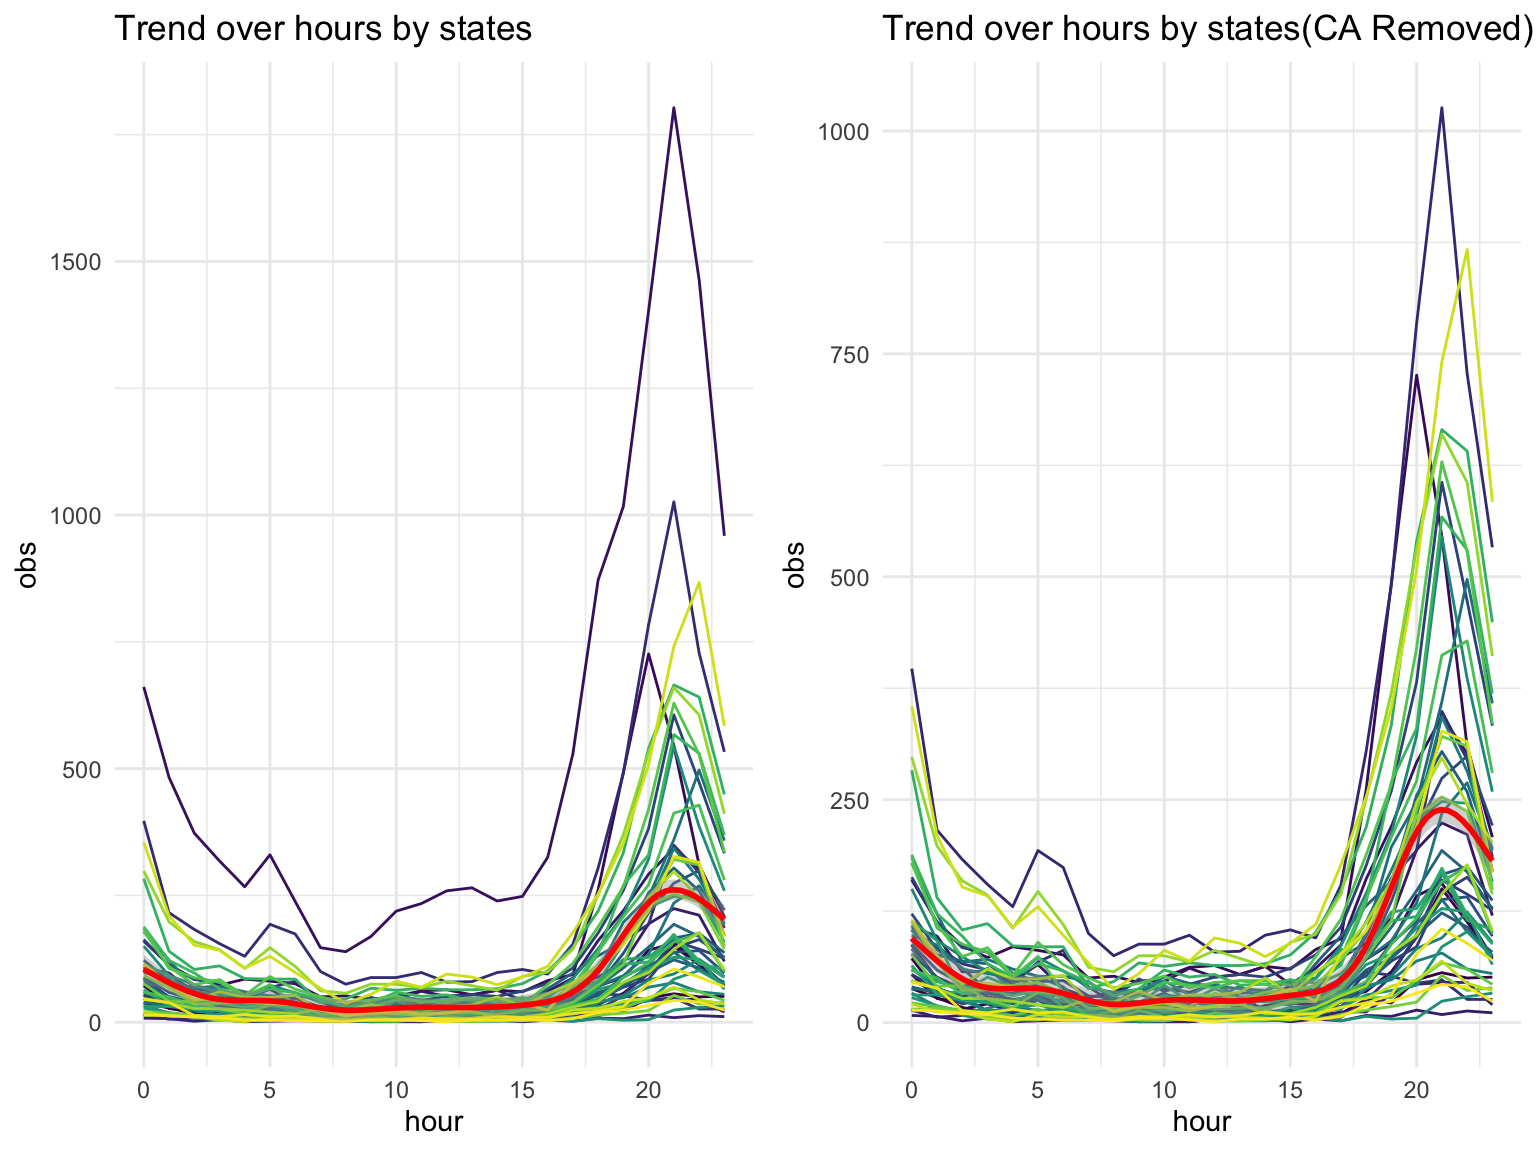 Trend over hours by states
1500
1000
500
0
obs
0 5 10 15 20
hour
Trend over hours by states(CA Removed)
1000
750
500
250
0
obs
0 5 10 15 20
hour